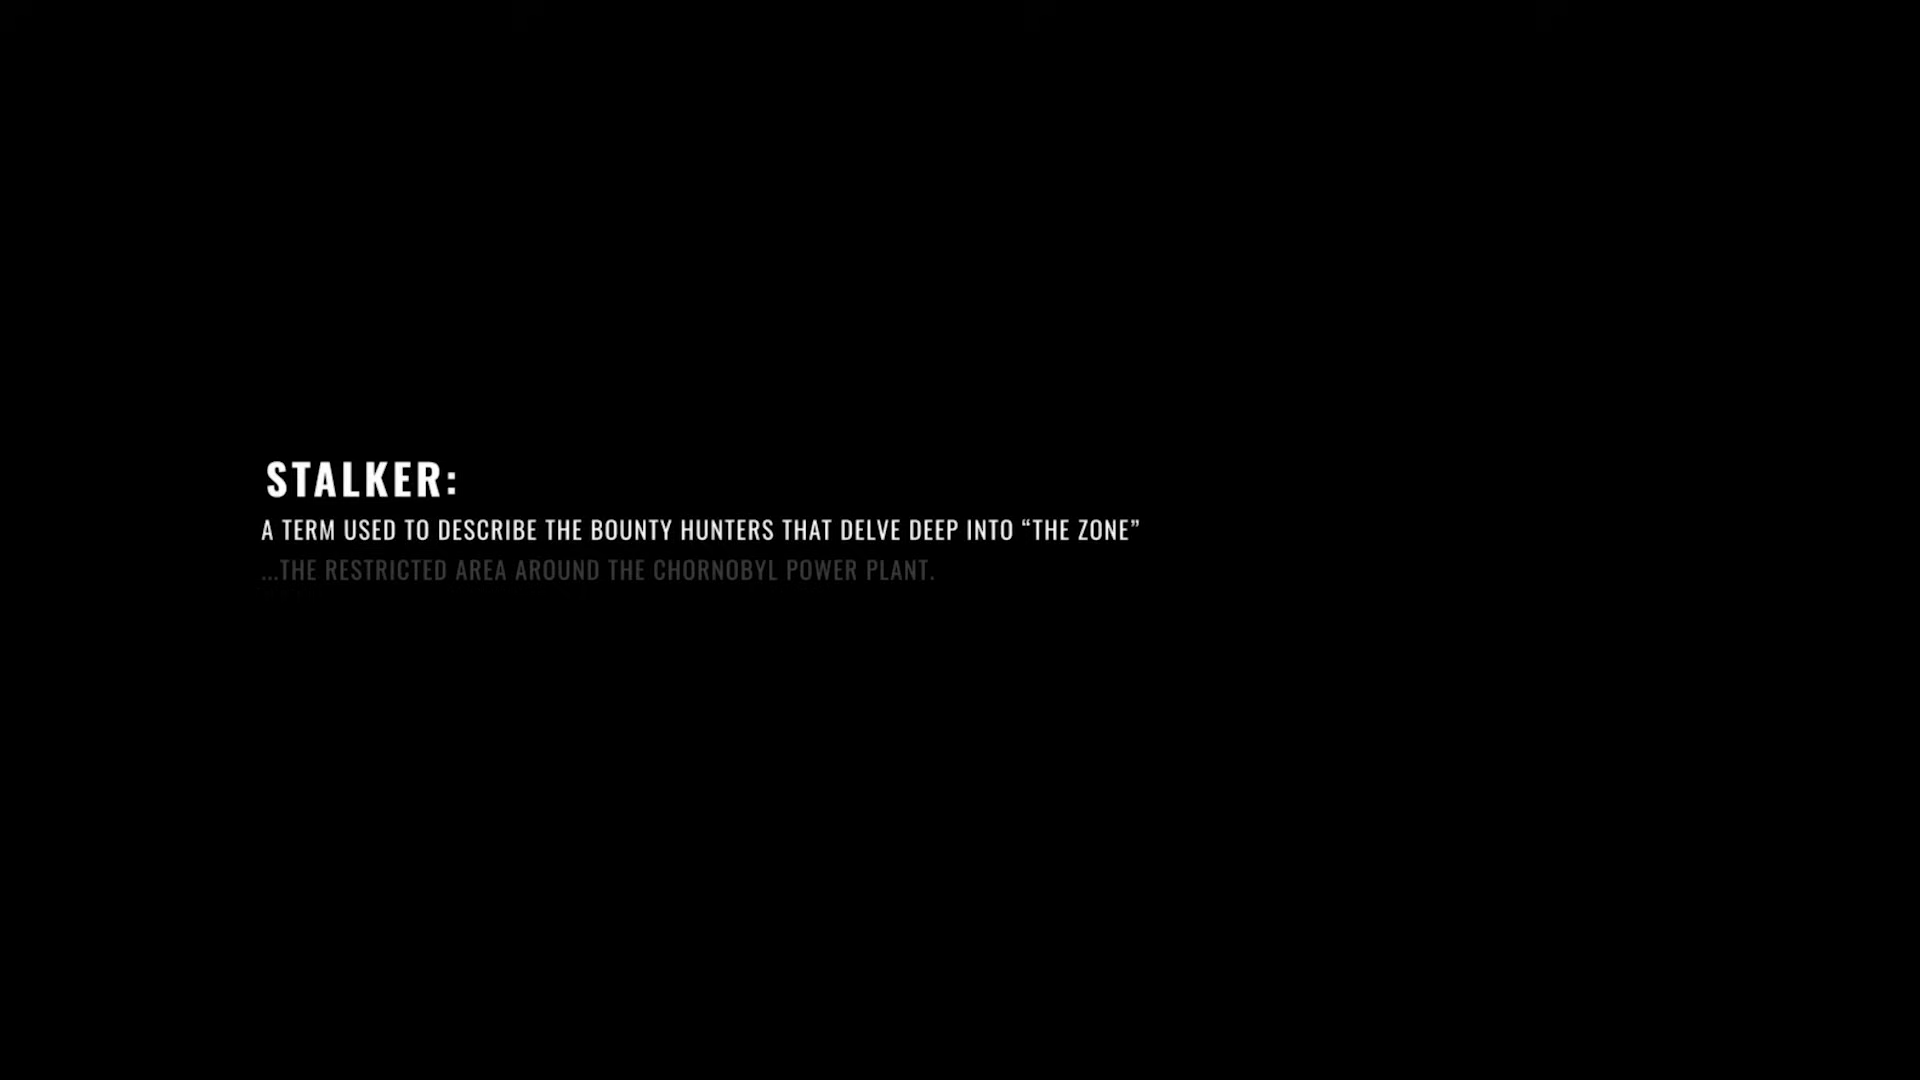 STALKER:
A TERM USED TO DESCRIBE THE BOUNTY HUNTERS THAT DELVE DEEP INTO “THE ZONE”
...THE RESTRICTED AREA AROUND THE CHORNOBYL POWER PLANT.